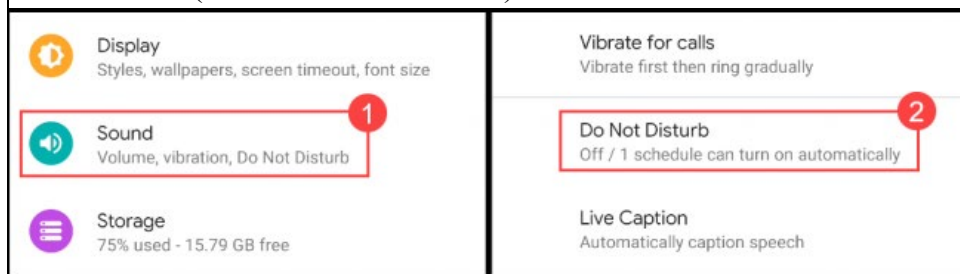 Display
Styles, wallpapers, screen timeout, font size
1
Sound
Volume, vibration, Do Not Disturb
Storage
75% used - 15.79 GB free
Vibrate for calls
Vibrate first then ring gradually
2
Do Not Disturb
Off / 1 schedule can turn on automatically
Live Caption
Automatically caption speech